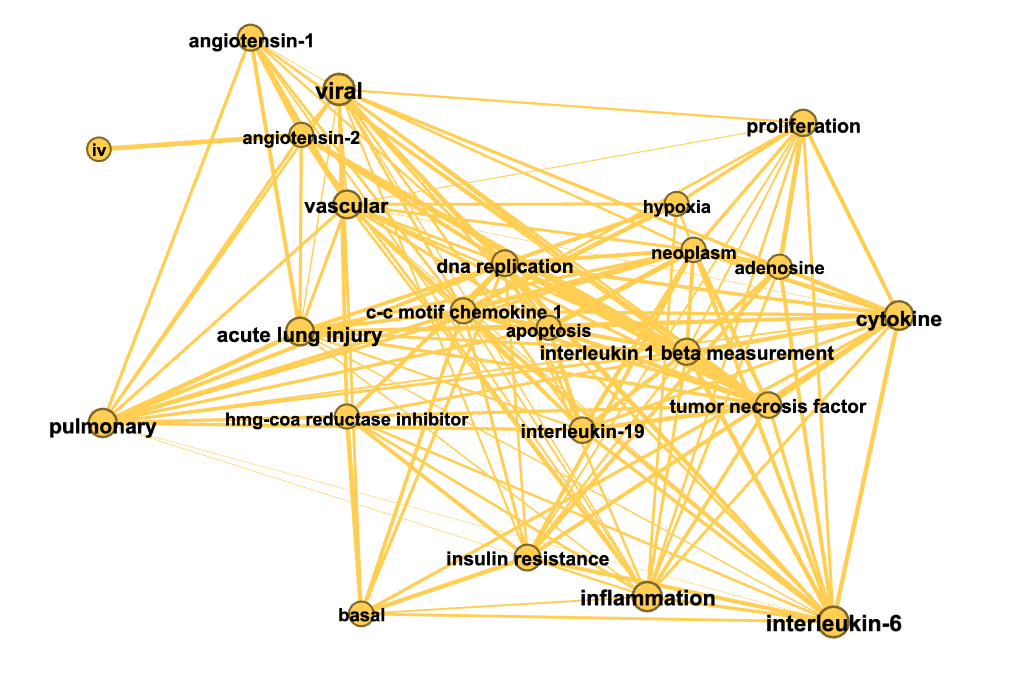 angiotensin-1
viral
proliferation
angiotensin-2
iv
vascular
hypoxia
neoplasm
dna replication
adenosine
c-c motif chemokine 1
cytokine
apoptosis
acute lung injury
interleukin 1 beta measurement
tumor necrosis factor
hmg-coa reductase inhibitor
pulmonary
interleukin-19
insulin resistance
inflammation
basal
interleukin-6